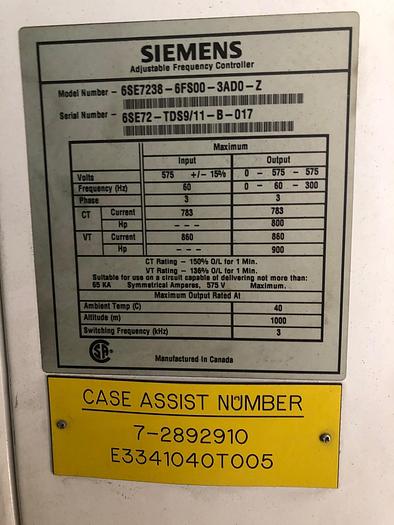 SIEMENS
Adjustable Frequency Controller
Model Number - 6SE7238-6FS00-3AD0-Z
Serial Number - 6SE72-TDS9/11-B-017
Maximum
Input Output
Volts 575 +/- 15% 0 - 575 - 575
Frequency (Hz) 60 0 - 60 - 300
Phase 3 3
CT Current 783 783
Hp --- 800
VT Current 860 860
Hp --- 900
CT Rating - 150% O/L for 1 Min.
VT Rating - 136% O/L for 1 Min.
Suitable for use on a circuit capable of delivering not more than:
65 KA Symmetrical Amperes, 575 V Maximum.
Maximum Output Rated At
Ambient Temp (C) 40
Altitude (m) 1000
Switching Frequency (kHz) 3
Manufactured in Canada
CASE ASSIST NUMBER
7-2892910
E3341040T005